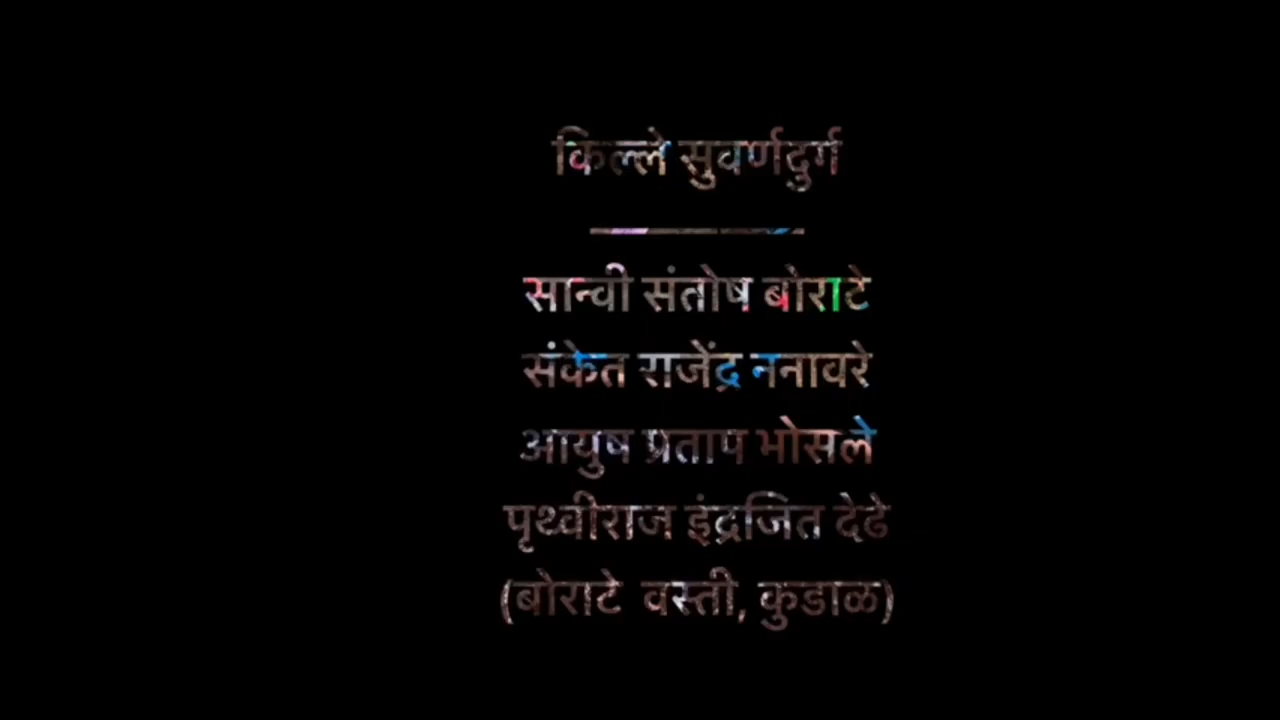 किल्ले सुवर्णदुर्ग
सान्वी संतोष बोराटे
संकेत राजेंद्र ननावरे
आयुष प्रताप भोसले
पृथ्वीराज इंद्रजित देढे
(बोराटे वस्ती, कुडाळ)